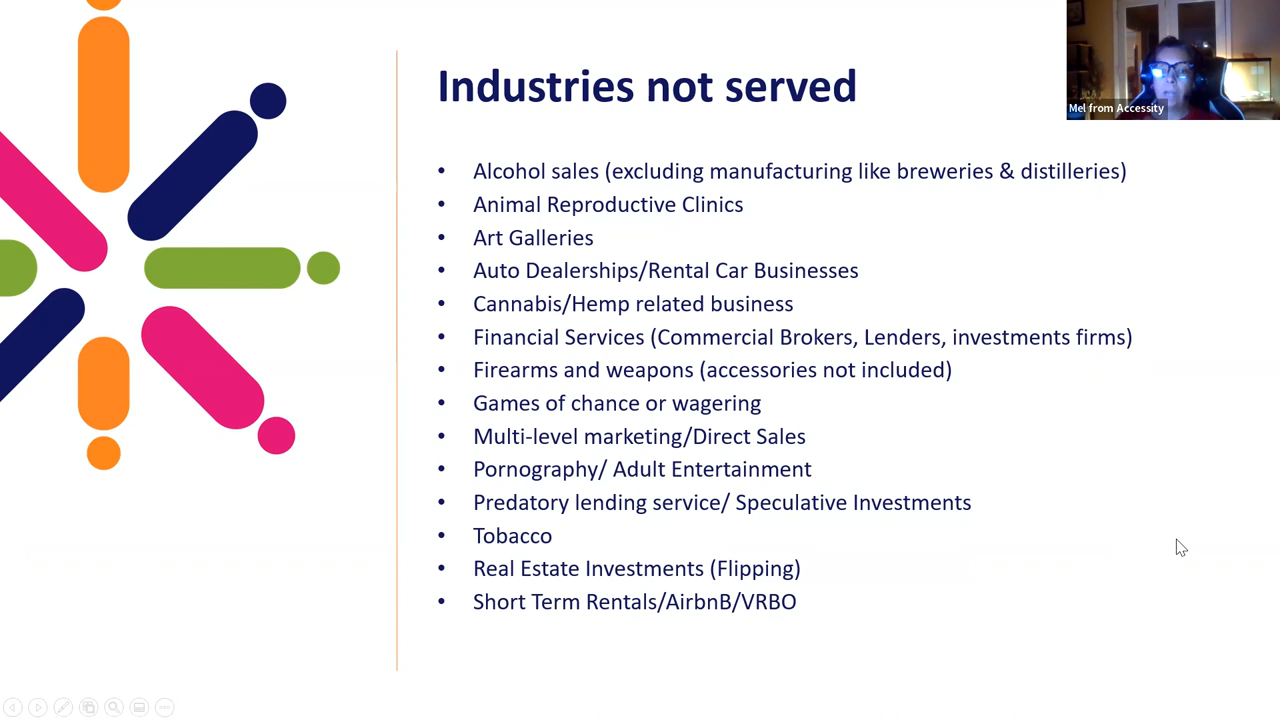 Industries not served
Mel from Accessity
• Alcohol sales (excluding manufacturing like breweries & distilleries)
• Animal Reproductive Clinics
• Art Galleries
• Auto Dealerships/Rental Car Businesses
• Cannabis/Hemp related business
• Financial Services (Commercial Brokers, Lenders, investments firms)
• Firearms and weapons (accessories not included)
• Games of chance or wagering
• Multi-level marketing/Direct Sales
• Pornography/ Adult Entertainment
• Predatory lending service/ Speculative Investments
• Tobacco
• Real Estate Investments (Flipping)
• Short Term Rentals/AirbnB/VRBO